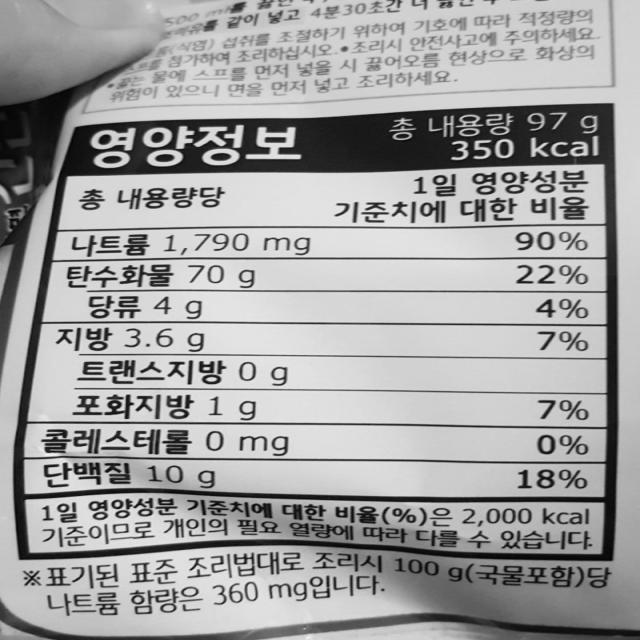 500 ml를
같이 넣고 4분30초간 더
(식염) 섭취를 조절하기 위하여 기호에 따라 적정량의
스프를 첨가하여 조리하십시오. • 조리시 안전사고에 주의하세요.
• 끓는 물에 스프를 먼저 넣을 시 끓어오름 현상으로 화상의
위험이 있으니 면을 먼저 넣고 조리하세요.
영양정보
총 내용량 97 g
350 kcal
총 내용량당
1일 영양성분
기준치에 대한 비율
나트륨 1,790 mg 90%
탄수화물 70 g 22%
당류 4 g 4%
지방 3.6 g 7%
트랜스지방 0 g
포화지방 1 g 7%
콜레스테롤 0 mg 0%
단백질 10 g 18%
1일 영양성분 기준치에 대한 비율(%)은 2,000 kcal
기준이므로 개인의 필요 열량에 따라 다를 수 있습니다.
※표기된 표준 조리법대로 조리시 100 g(국물포함)당
나트륨 함량은 360 mg입니다.